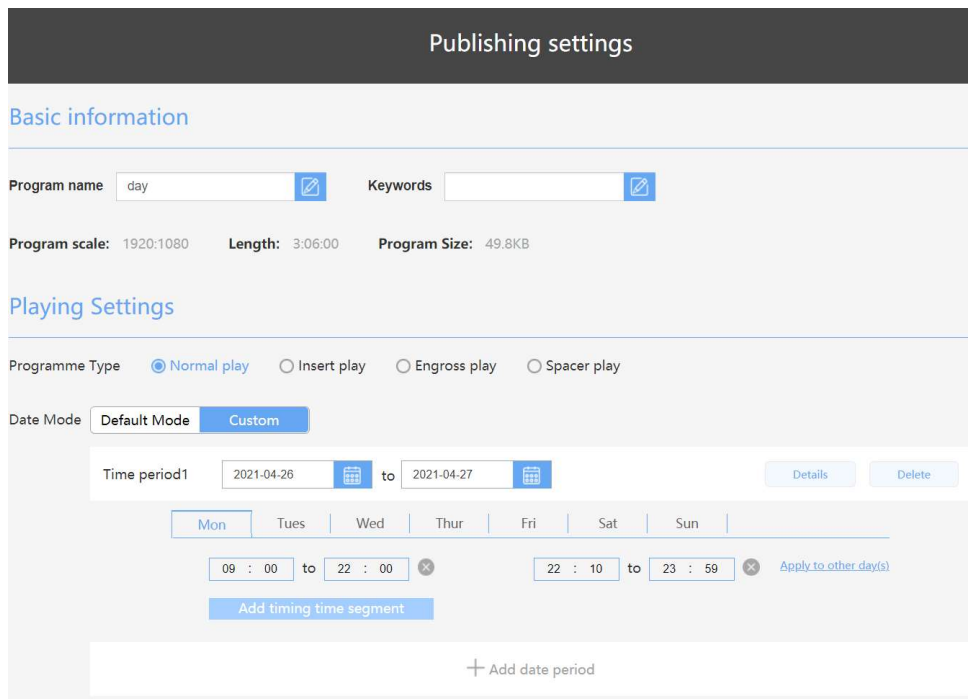 Publishing settings
Basic information
Program name day Keywords
Program scale: 1920:1080 Length: 3:06:00 Program Size: 49.8KB
Playing Settings
Programme Type Normal play Insert play Engross play Spacer play
Date Mode Default Mode Custom
Time period1 2021-04-26 to 2021-04-27 Details Delete
Mon Tues Wed Thur Fri Sat Sun
09 : 00 to 22 : 00 22 : 10 to 23 : 59 Apply to other day(s)
Add timing time segment
Add date period